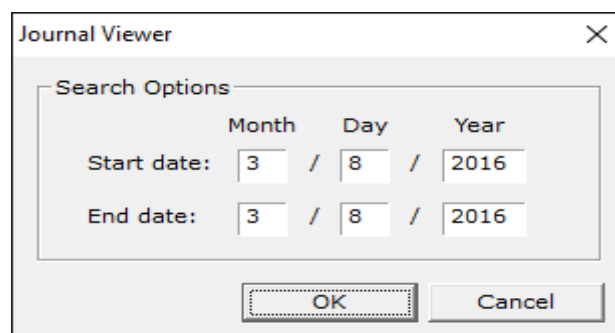 Journal Viewer
Search Options
Month Day Year
Start date: 3 / 8 / 2016
End date: 3 / 8 / 2016
OK Cancel